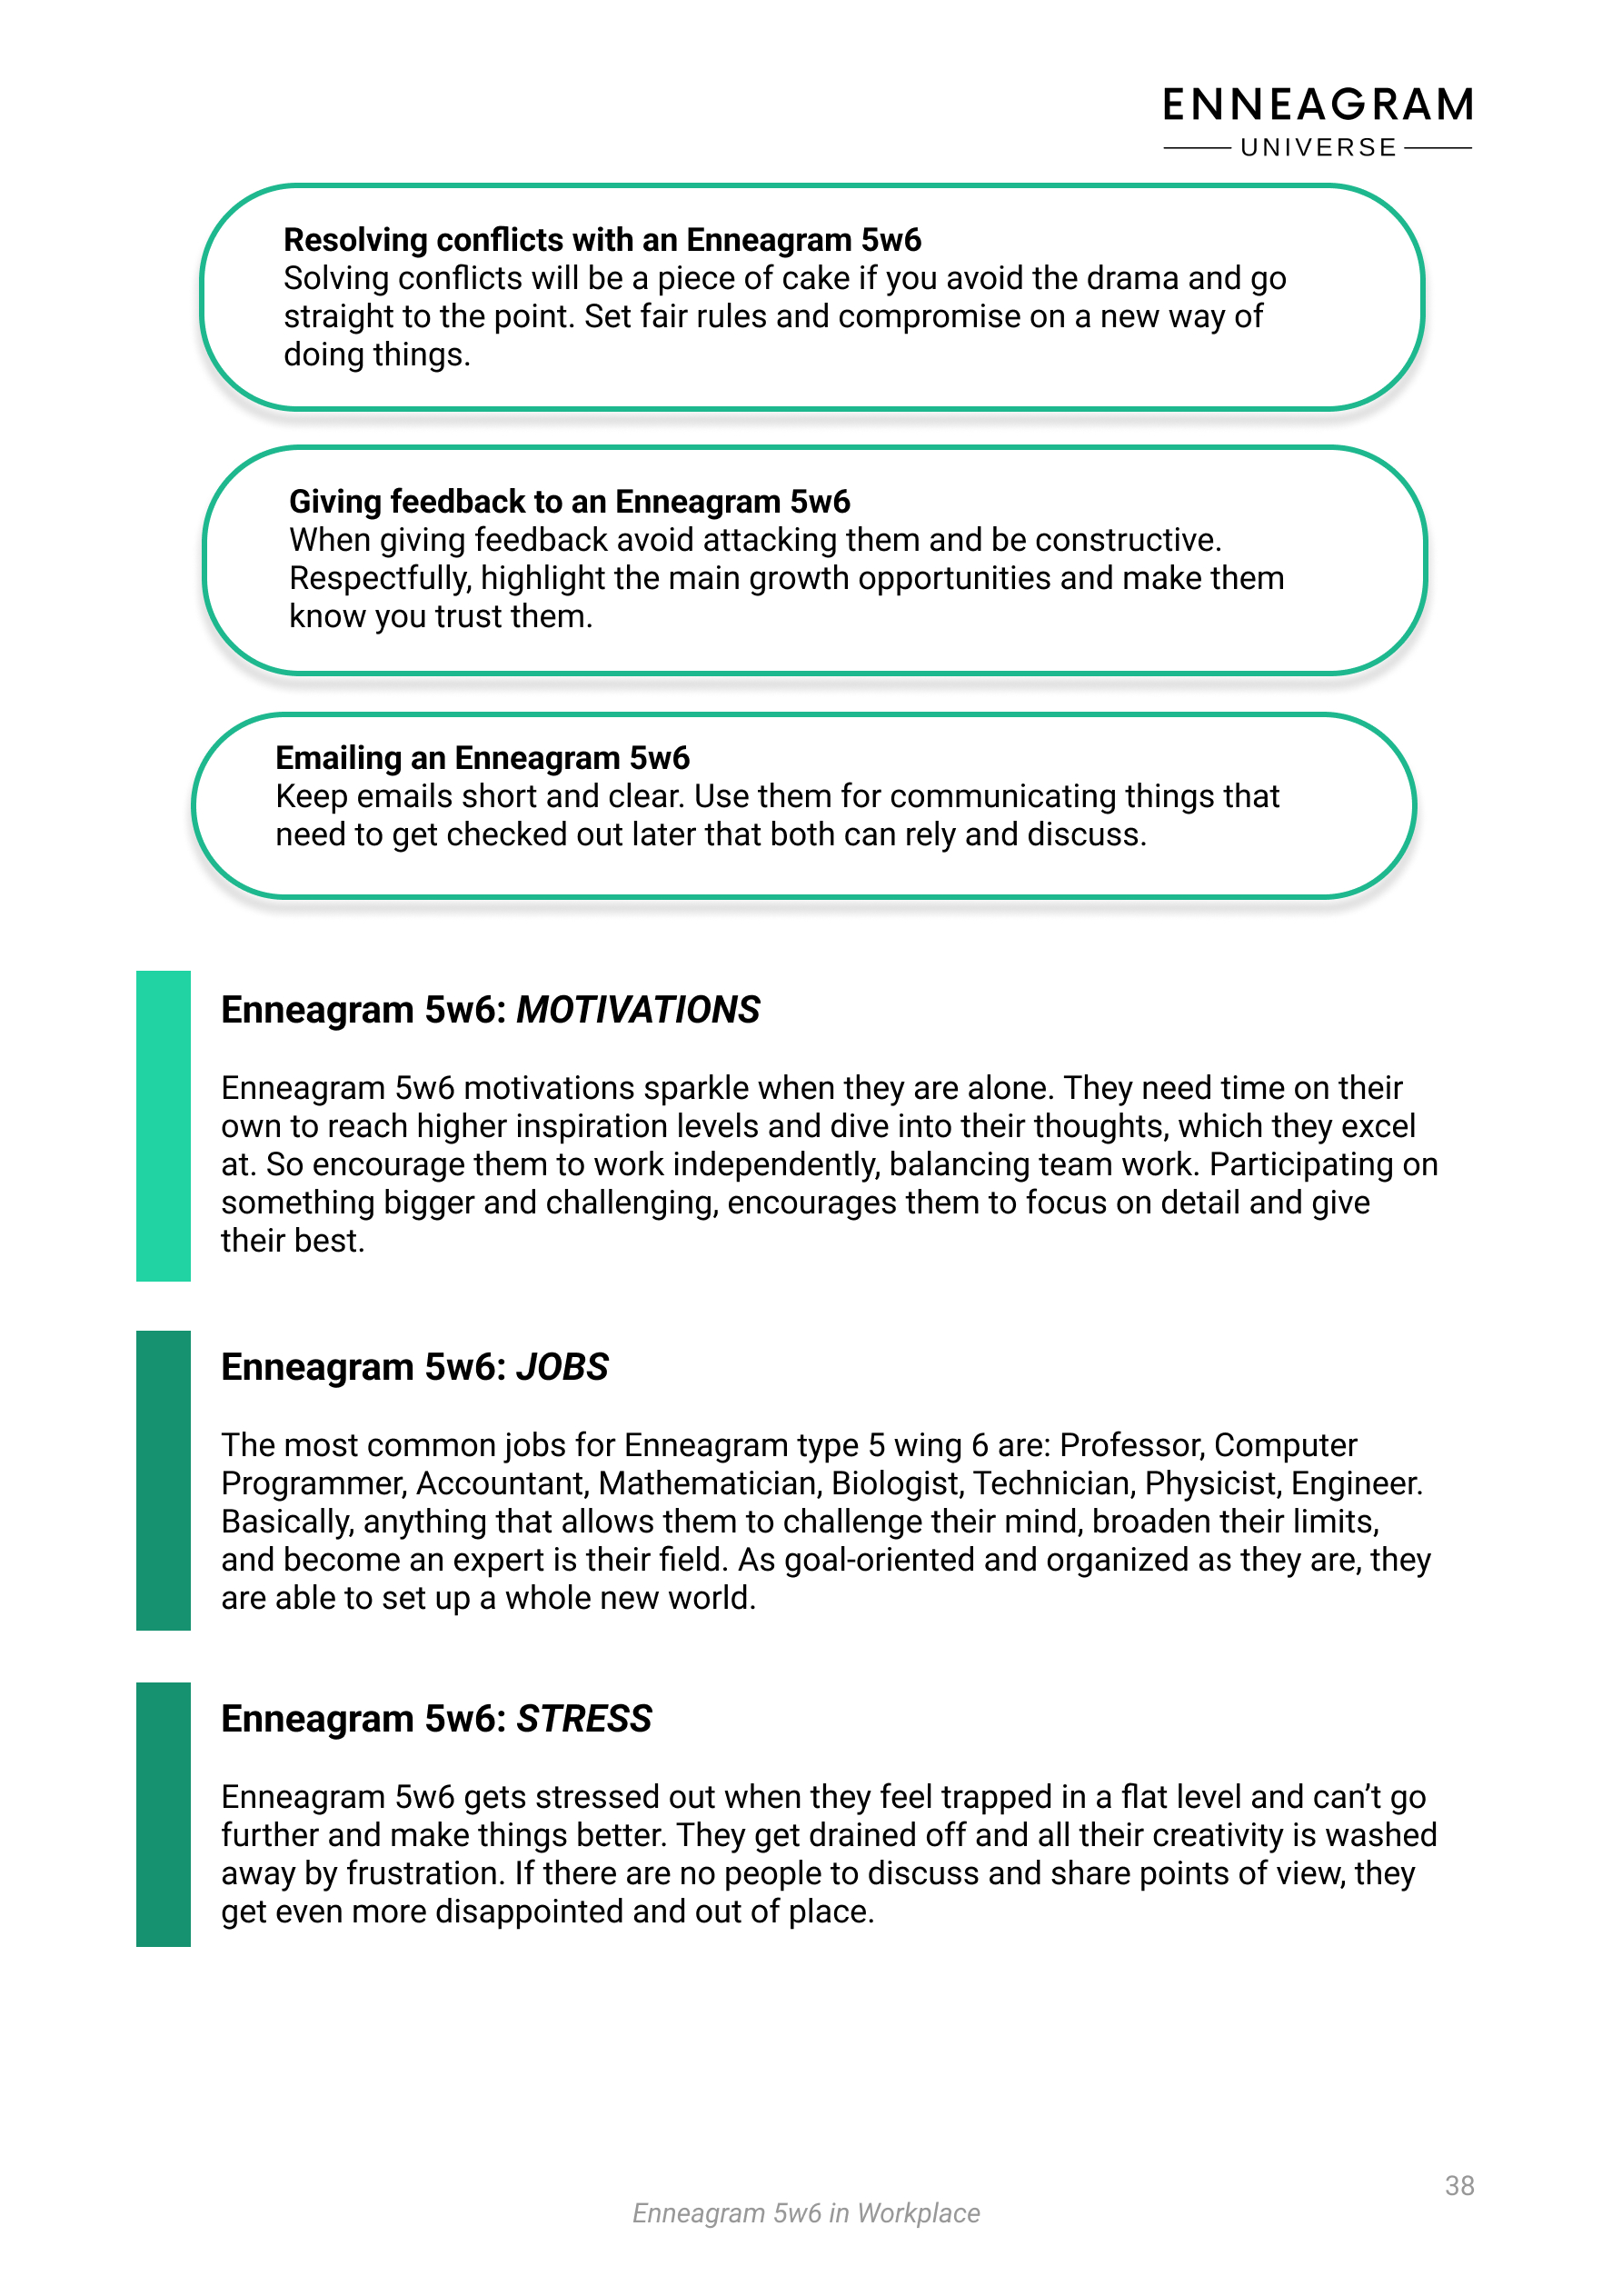 ENNEAGRAM
UNIVERSE
Resolving conflicts with an Enneagram 5w6
Solving conflicts will be a piece of cake if you avoid the drama and go
straight to the point. Set fair rules and compromise on a new way of
doing things.
Giving feedback to an Enneagram 5w6
When giving feedback avoid attacking them and be constructive.
Respectfully, highlight the main growth opportunities and make them
know you trust them.
Emailing an Enneagram 5w6
Keep emails short and clear. Use them for communicating things that
need to get checked out later that both can rely and discuss.
Enneagram 5w6: MOTIVATIONS
Enneagram 5w6 motivations sparkle when they are alone. They need time on their
own to reach higher inspiration levels and dive into their thoughts, which they excel
at. So encourage them to work independently, balancing team work. Participating on
something bigger and challenging, encourages them to focus on detail and give
their best.
Enneagram 5w6: JOBS
The most common jobs for Enneagram type 5 wing 6 are: Professor, Computer
Programmer, Accountant, Mathematician, Biologist, Technician, Physicist, Engineer.
Basically, anything that allows them to challenge their mind, broaden their limits,
and become an expert is their field. As goal-oriented and organized as they are, they
are able to set up a whole new world.
Enneagram 5w6: STRESS
Enneagram 5w6 gets stressed out when they feel trapped in a flat level and can’t go
further and make things better. They get drained off and all their creativity is washed
away by frustration. If there are no people to discuss and share points of view, they
get even more disappointed and out of place.
38
Enneagram 5w6 in Workplace